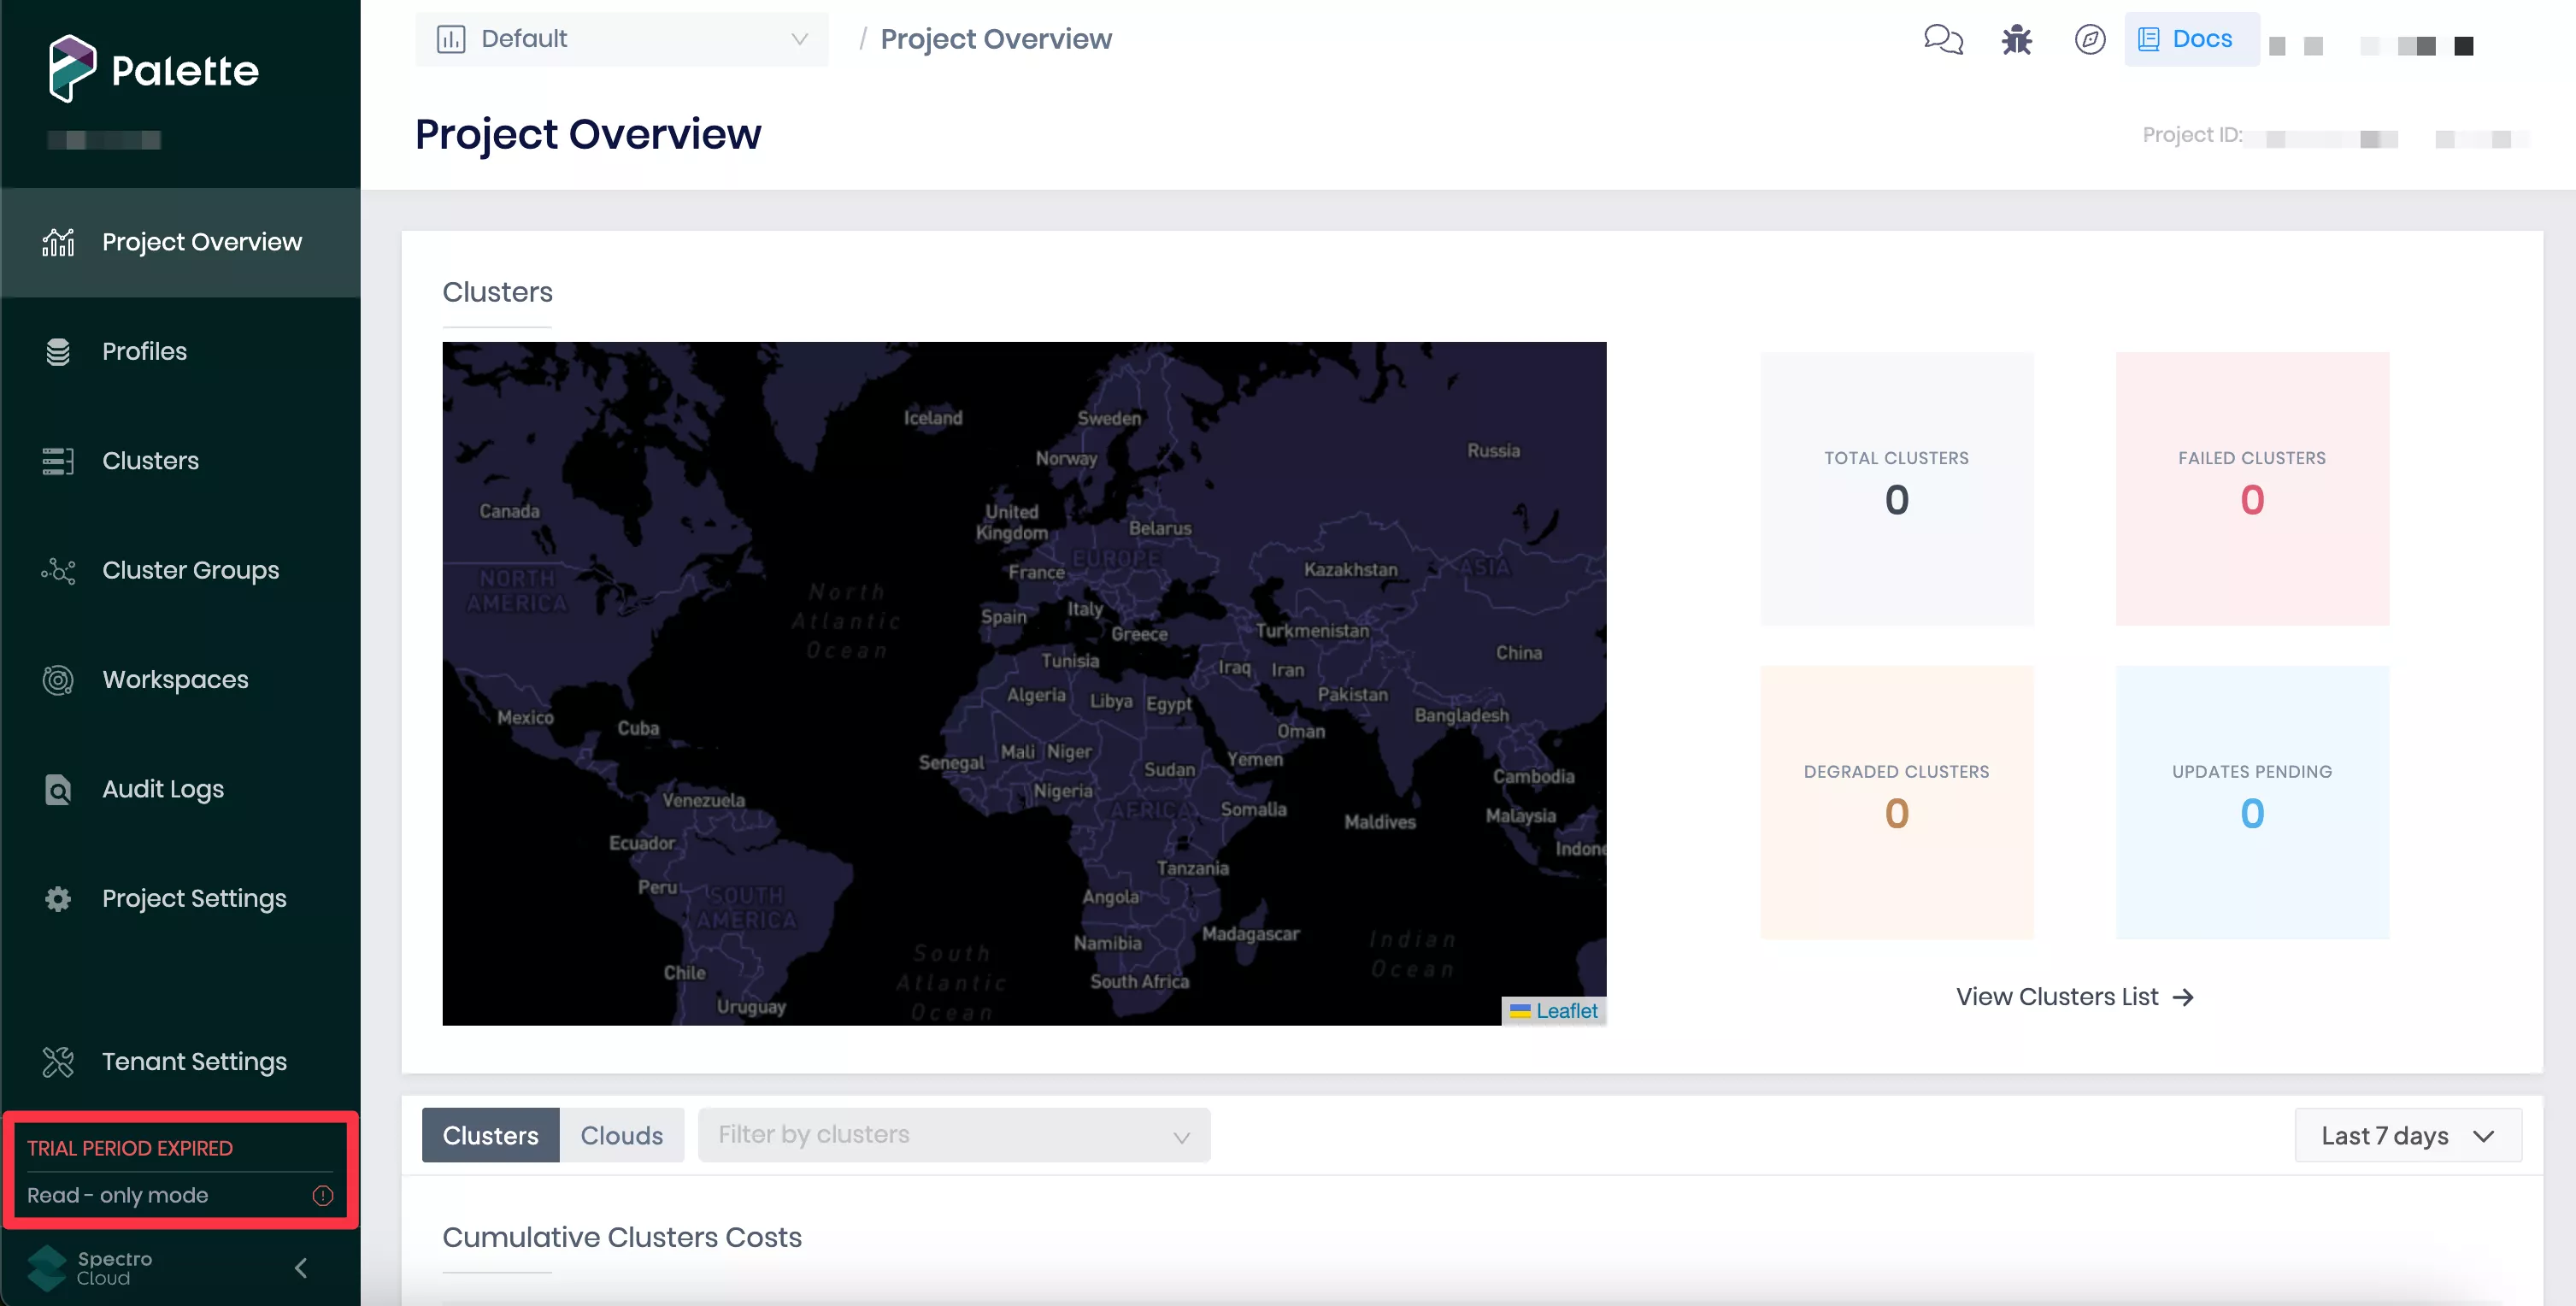 Palette
Project Overview
Profiles
Clusters
Cluster Groups
Workspaces
Audit Logs
Project Settings
Tenant Settings
TRIAL PERIOD EXPIRED
Read - only mode
Spectro
Cloud
Default
/ Project Overview
Docs
Project Overview
Project ID:
Clusters
Iceland
Sweden
Norway
Russia
Canada
United
Kingdom
Belarus
EUROPE
France
Kazakhstan
ASIA
NORTH
AMERICA
North
Atlantic
Ocean
Spain
Italy
Greece
Turkmenistan
China
Tunisia
Iraq
Iran
Algeria
Libya
Egypt
Pakistan
Mexico
Cuba
Bangladesh
Oman
Mali
Niger
Senegal
Sudan
Yemen
Cambodia
Venezuela
Nigeria
AFRICA
Somalia
Maldives
Malaysia
Ecuador
Indone
Tanzania
Peru
SOUTH
AMERICA
Angola
Namibia
Madagascar
Indian
Ocean
South
Atlantic
Ocean
Chile
South Africa
Uruguay
Leaflet
TOTAL CLUSTERS
0
FAILED CLUSTERS
0
DEGRADED CLUSTERS
0
UPDATES PENDING
0
View Clusters List →
Clusters
Clouds
Filter by clusters
Last 7 days
Cumulative Clusters Costs